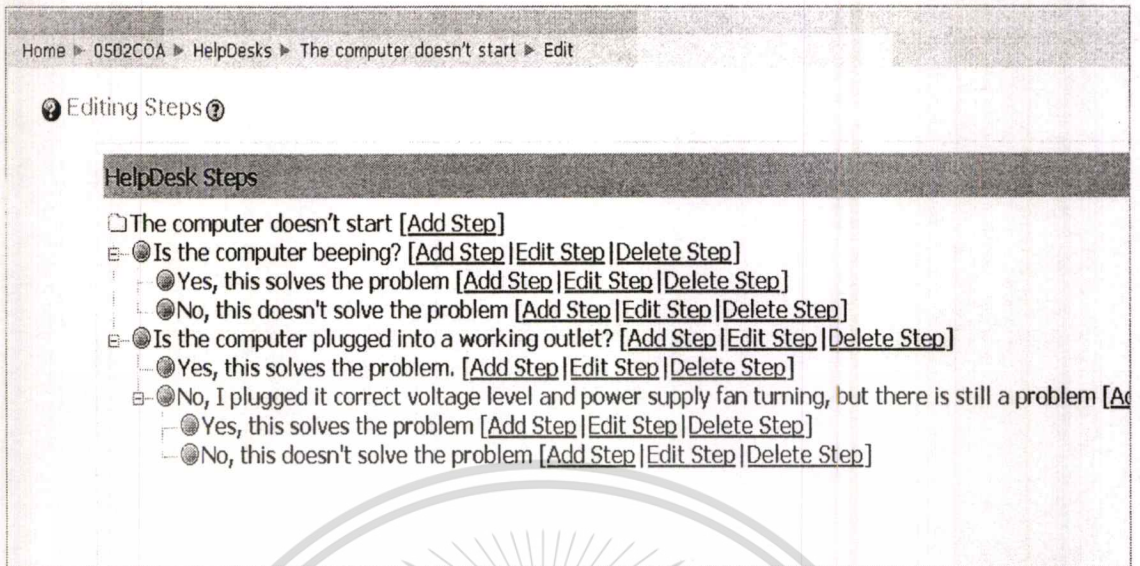 Home ▶ 0502COA ▶ HelpDesks ▶ The computer doesn't start ▶ Edit
Editing Steps
HelpDesk Steps
The computer doesn't start [Add Step]
Is the computer beeping? [Add Step|Edit Step|Delete Step]
Yes, this solves the problem [Add Step|Edit Step|Delete Step]
No, this doesn't solve the problem [Add Step|Edit Step|Delete Step]
Is the computer plugged into a working outlet? [Add Step|Edit Step|Delete Step]
Yes, this solves the problem. [Add Step|Edit Step|Delete Step]
No, I plugged it correct voltage level and power supply fan turning, but there is still a problem [
Yes, this solves the problem [Add Step|Edit Step|Delete Step]
No, this doesn't solve the problem [Add Step|Edit Step|Delete Step]